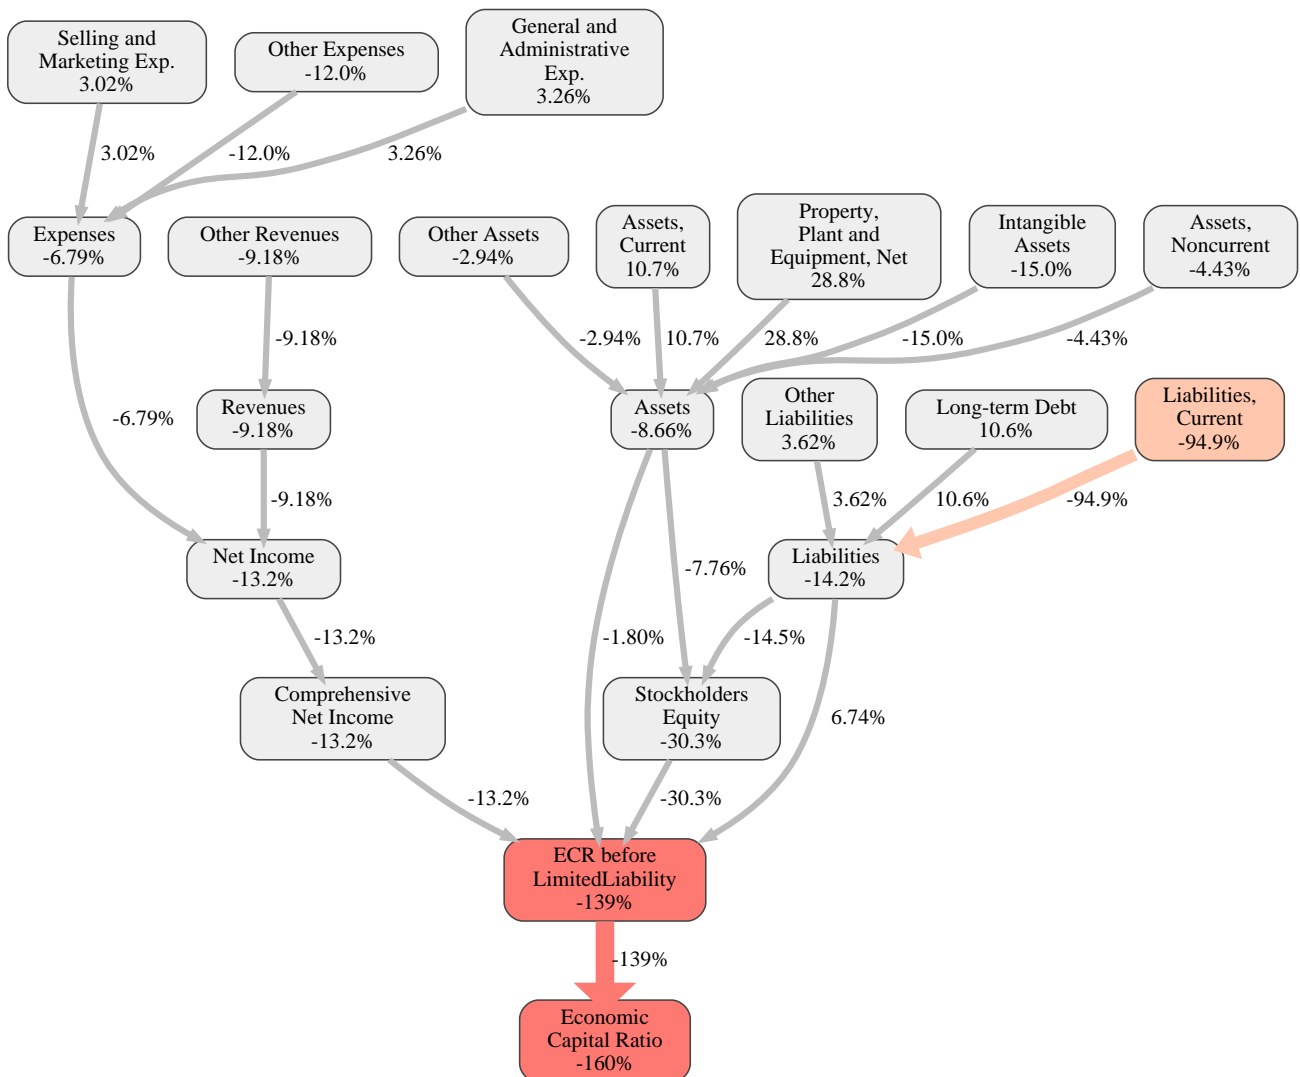 Selling and
Marketing Exp.
3.02%
Other Expenses
-12.0%
General and
Administrative
Exp.
3.26%
3.02%
-12.0%
3.26%
Expenses
-6.79%
Other Revenues
-9.18%
Other Assets
-2.94%
Assets,
Current
10.7%
Property,
Plant and
Equipment, Net
28.8%
Intangible
Assets
-15.0%
Assets,
Noncurrent
-4.43%
-9.18%
-2.94%
10.7%
28.8%
-15.0%
-4.43%
-6.79%
Revenues
-9.18%
Assets
-8.66%
Other
Liabilities
3.62%
Long-term Debt
10.6%
Liabilities,
Current
-94.9%
-9.18%
3.62%
10.6%
-94.9%
Net Income
-13.2%
-7.76%
Liabilities
-14.2%
-13.2%
-1.80%
-14.5%
Comprehensive
Net Income
-13.2%
Stockholders
Equity
-30.3%
6.74%
-13.2%
-30.3%
ECR before
LimitedLiability
-139%
-139%
Economic
Capital Ratio
-160%